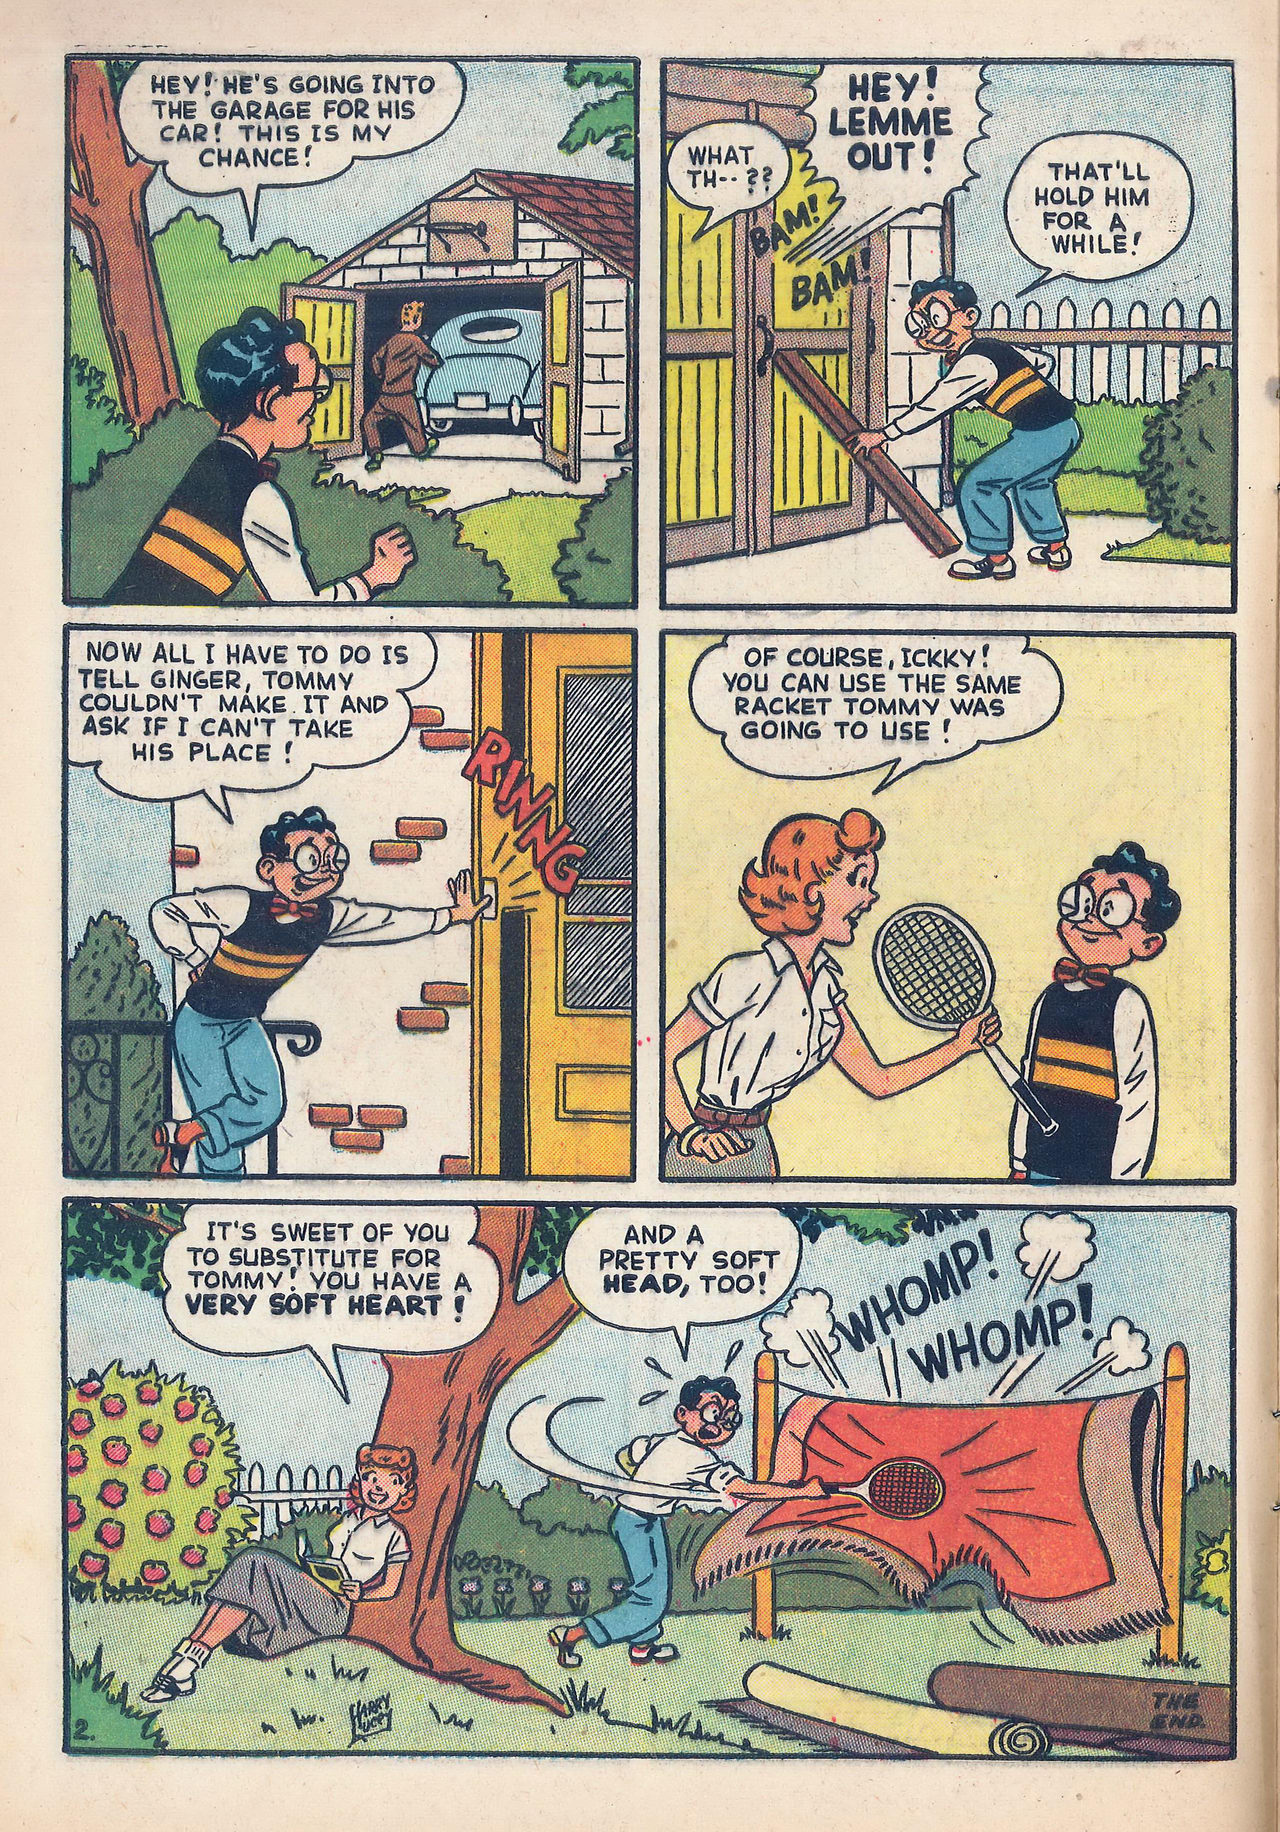 HEY! HE'S GOING INTO
THE GARAGE FOR HIS
CAR! THIS IS MY
CHANCE!
WHAT
TH--??
HEY!
LEMME
OUT!
BAM!
BAM!
THAT'LL
HOLD HIM
FOR A
WHILE!
NOW ALL I HAVE TO DO IS
TELL GINGER, TOMMY
COULDN'T MAKE IT AND
ASK IF I CAN'T TAKE
HIS PLACE!
RINNG
OF COURSE, ICKKY!
YOU CAN USE THE SAME
RACKET TOMMY WAS
GOING TO USE!
IT'S SWEET OF YOU
TO SUBSTITUTE FOR
TOMMY! YOU HAVE A
VERY SOFT HEART!
AND A
PRETTY SOFT
HEAD, TOO!
WHOMP!
WHOMP!
2.
HARRY
LUCEY
THE
END.